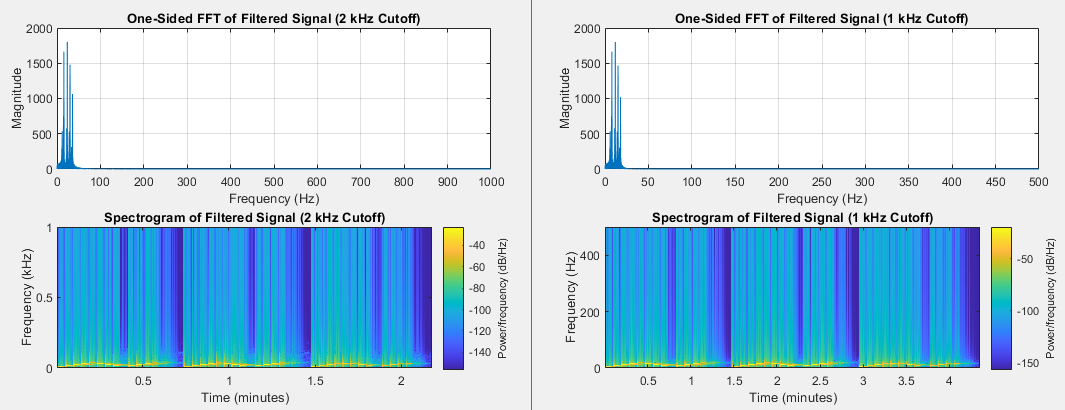 One-Sided FFT of Filtered Signal (2 kHz Cutoff)
2000
1500
1000
500
0
Magnitude
0 100 200 300 400 500 600 700 800 900 1000
Frequency (Hz)
Spectrogram of Filtered Signal (2 kHz Cutoff)
1
0.5
0
Frequency (kHz)
0.5 1 1.5 2
Time (minutes)
-40
-60
-80
-100
-120
-140
Power/frequency (dB/Hz)
One-Sided FFT of Filtered Signal (1 kHz Cutoff)
2000
1500
1000
500
0
Magnitude
0 50 100 150 200 250 300 350 400 450 500
Frequency (Hz)
Spectrogram of Filtered Signal (1 kHz Cutoff)
400
200
0
Frequency (Hz)
0.5 1 1.5 2 2.5 3 3.5 4
Time (minutes)
-50
-100
-150
Power/frequency (dB/Hz)